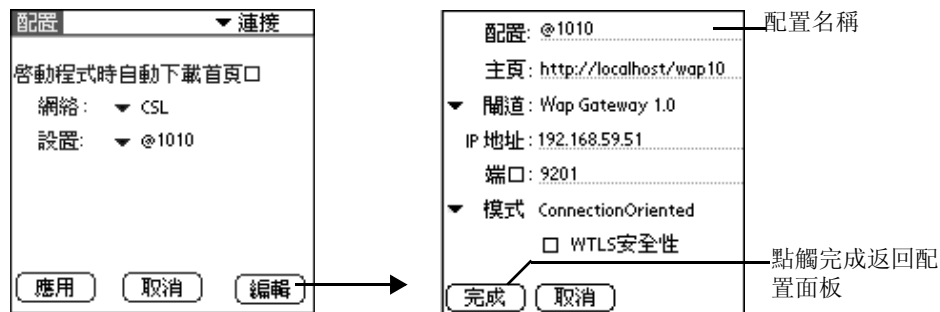 配置 連接
啓動程式時自動下載首頁
網絡: CSL
設置: @1010
應用 取消 編輯
配置: @1010
主頁: http://localhost/wap10
閘道: Wap Gateway 1.0
IP 地址: 192.168.59.51
端口: 9201
模式 ConnectionOriented
WTLS安全性
完成 取消
配置名稱
點觸完成返回配
置面板